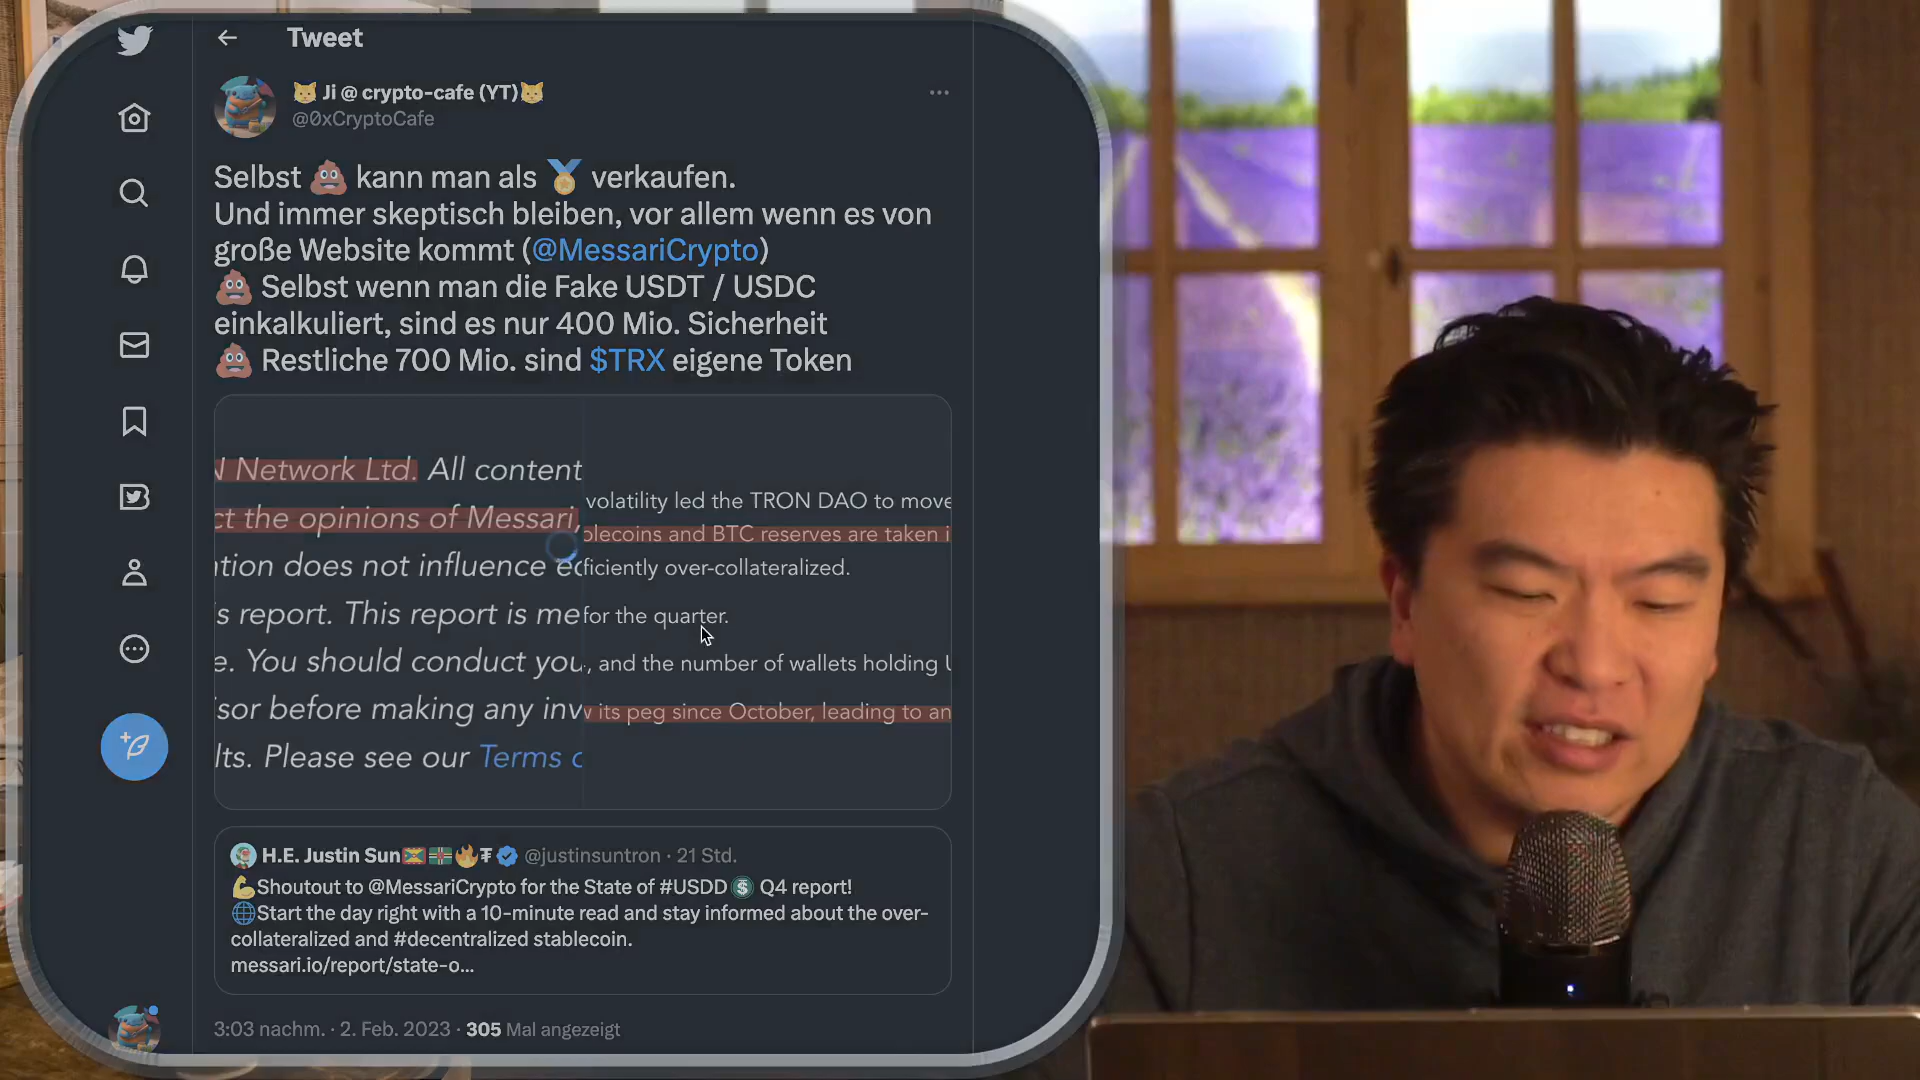 Tweet
Ji @ crypto-cafe (YT)
@0xCryptoCafe
Selbst 💩 kann man als 🏅 verkaufen.
Und immer skeptisch bleiben, vor allem wenn es von
große Website kommt (@MessariCrypto)
💩 Selbst wenn man die Fake USDT / USDC
einkalkuliert, sind es nur 400 Mio. Sicherheit
💩 Restliche 700 Mio. sind $TRX eigene Token
Network Ltd. All content
ct the opinions of Messari,
tion does not influence ec
s report. This report is me
e. You should conduct you
sor before making any inv
lts. Please see our Terms c
volatility led the TRON DAO to move
olecoins and BTC reserves are taken i
ficiently over-collateralized.
for the quarter.
, and the number of wallets holding U
w its peg since October, leading to an
H.E. Justin Sun @justinsuntron · 21 Std.
💪Shoutout to @MessariCrypto for the State of #USDD Q4 report!
🌐Start the day right with a 10-minute read and stay informed about the over-
collateralized and #decentralized stablecoin.
messari.io/report/state-o...
3:03 nachm. · 2. Feb. 2023 · 305 Mal angezeigt